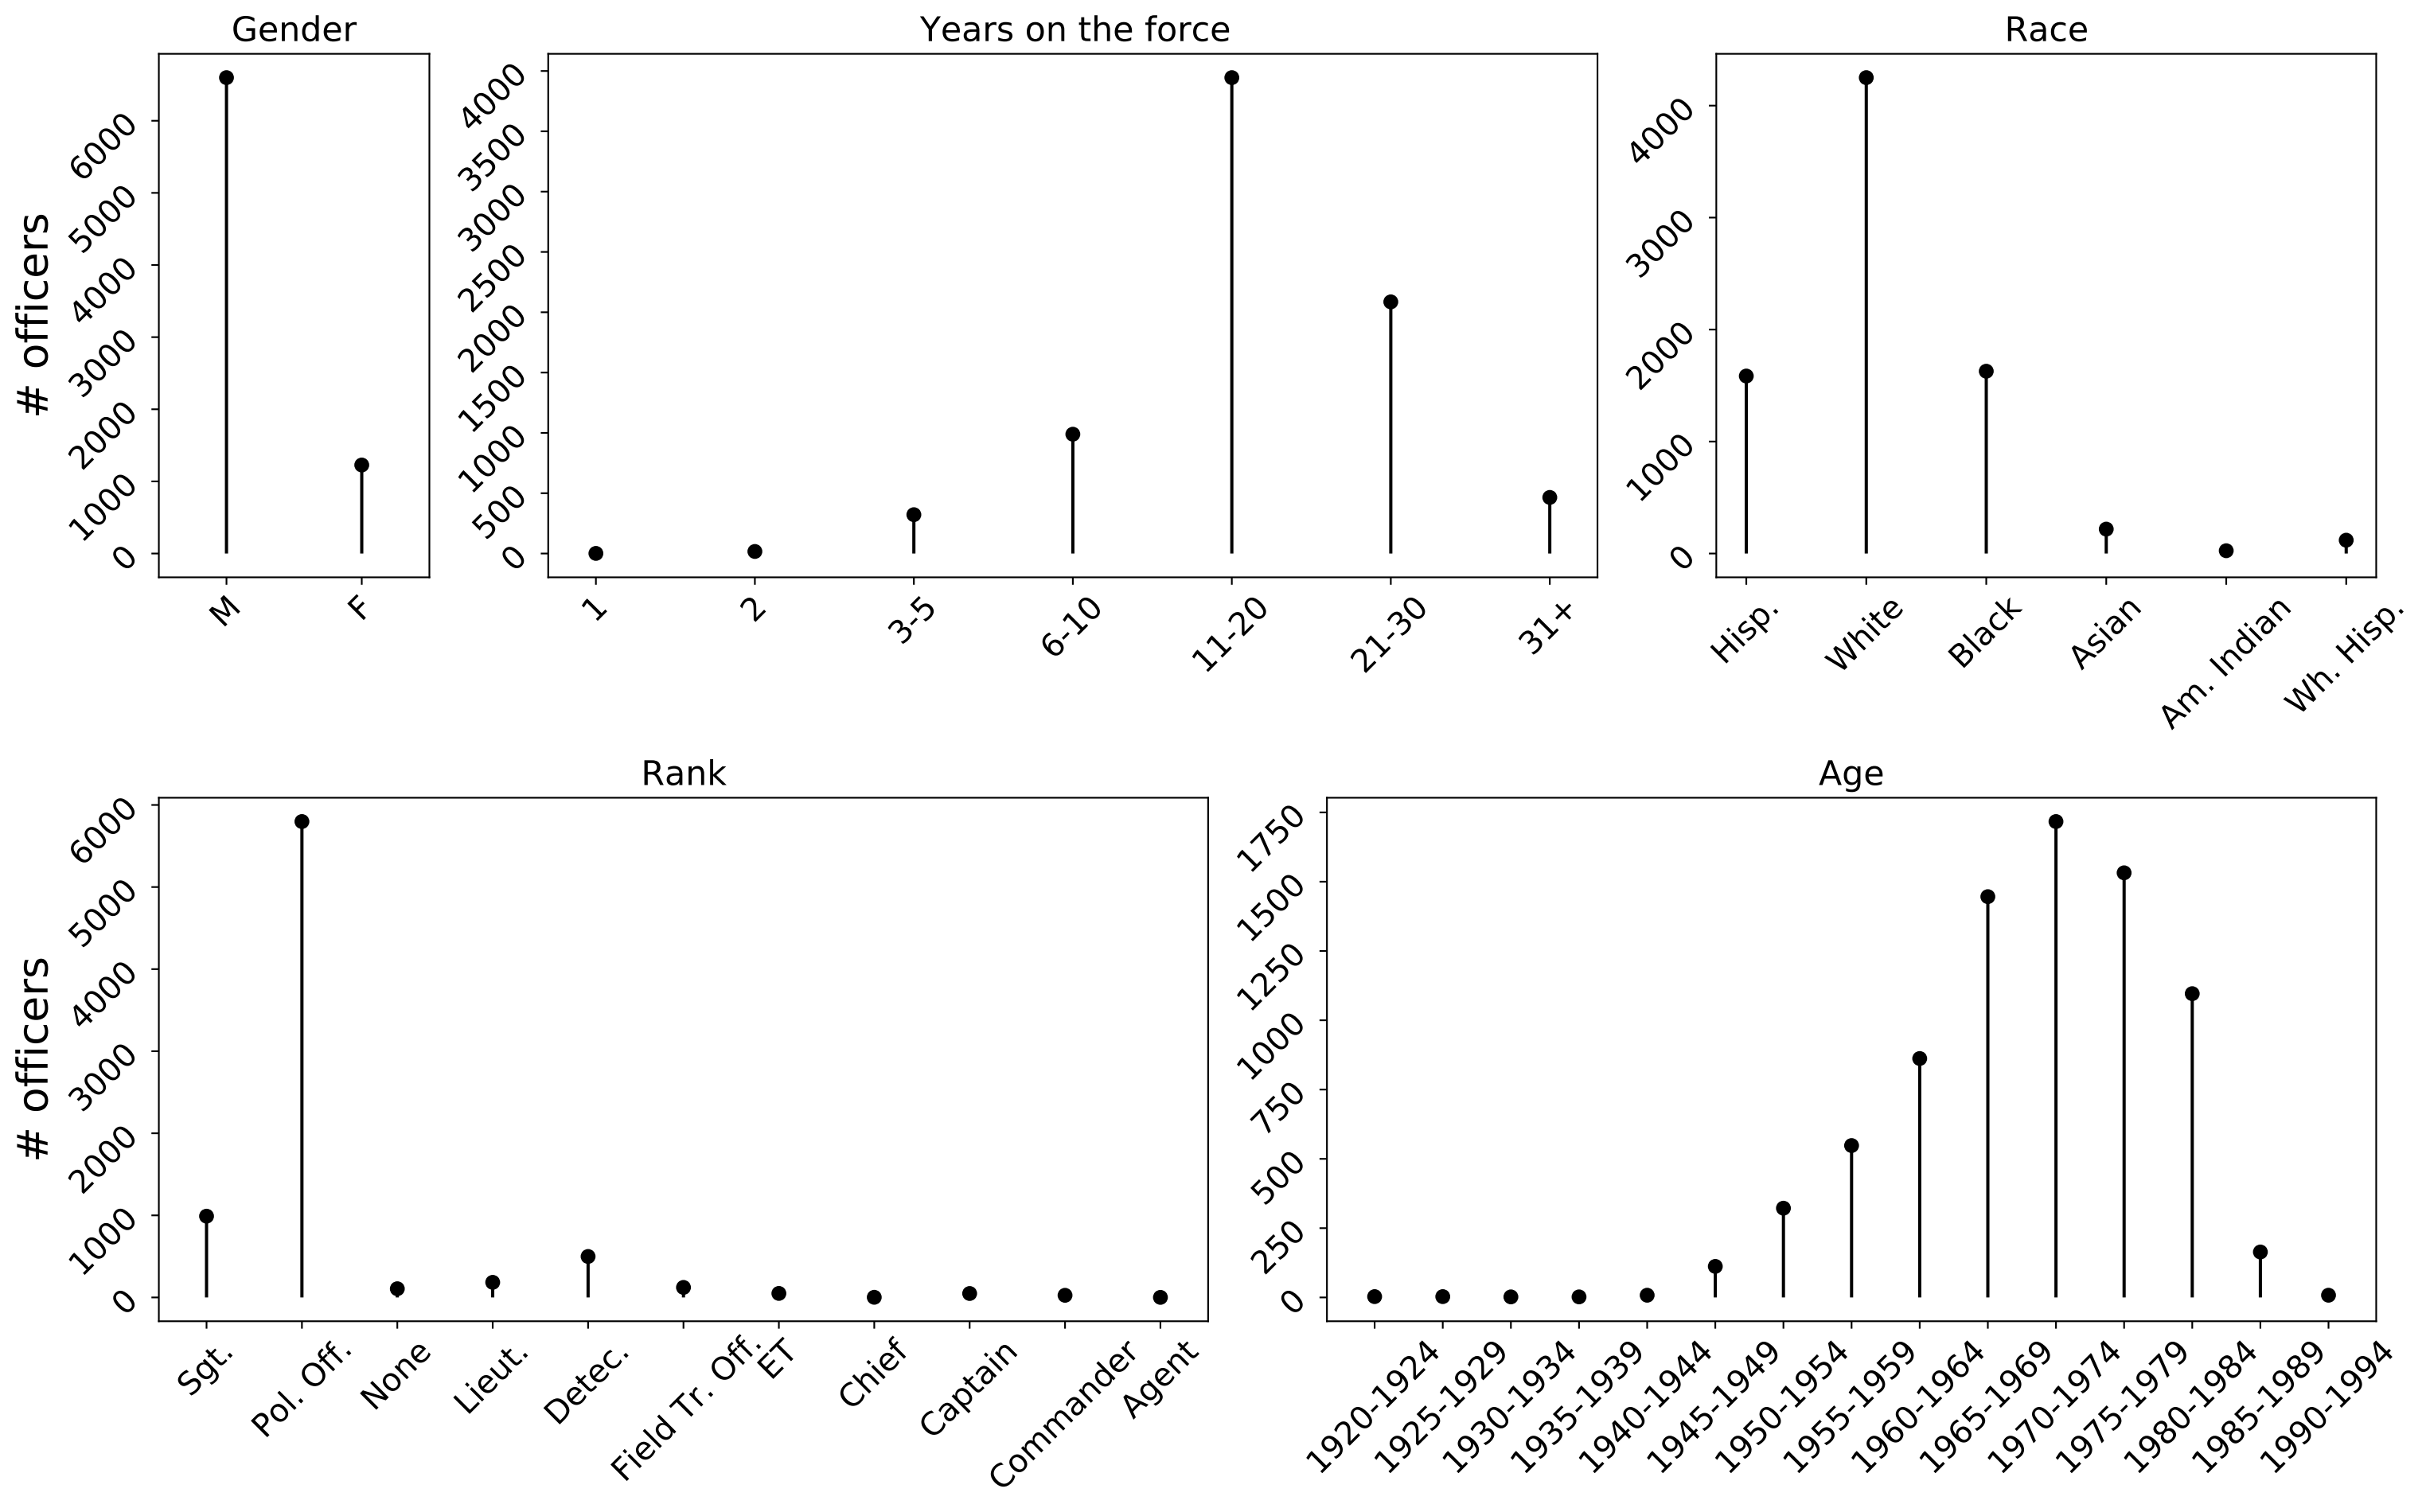 Gender
Years on the force
Race
# officers
6000
5000
4000
3000
2000
1000
0
M
F
4000
3500
3000
2500
2000
1500
1000
500
0
1
2
3-5
6-10
11-20
21-30
31+
4000
3000
2000
1000
0
Hisp.
White
Black
Asian
Am. Indian
Wh. Hisp.
Rank
Age
# officers
6000
5000
4000
3000
2000
1000
0
Sgt.
Pol. Off.
None
Lieut.
Detec.
Field Tr. Off.
ET
Chief
Captain
Commander
Agent
1750
1500
1250
1000
750
500
250
0
1920-1924
1925-1929
1930-1934
1935-1939
1940-1944
1945-1949
1950-1954
1955-1959
1960-1964
1965-1969
1970-1974
1975-1979
1980-1984
1985-1989
1990-1994